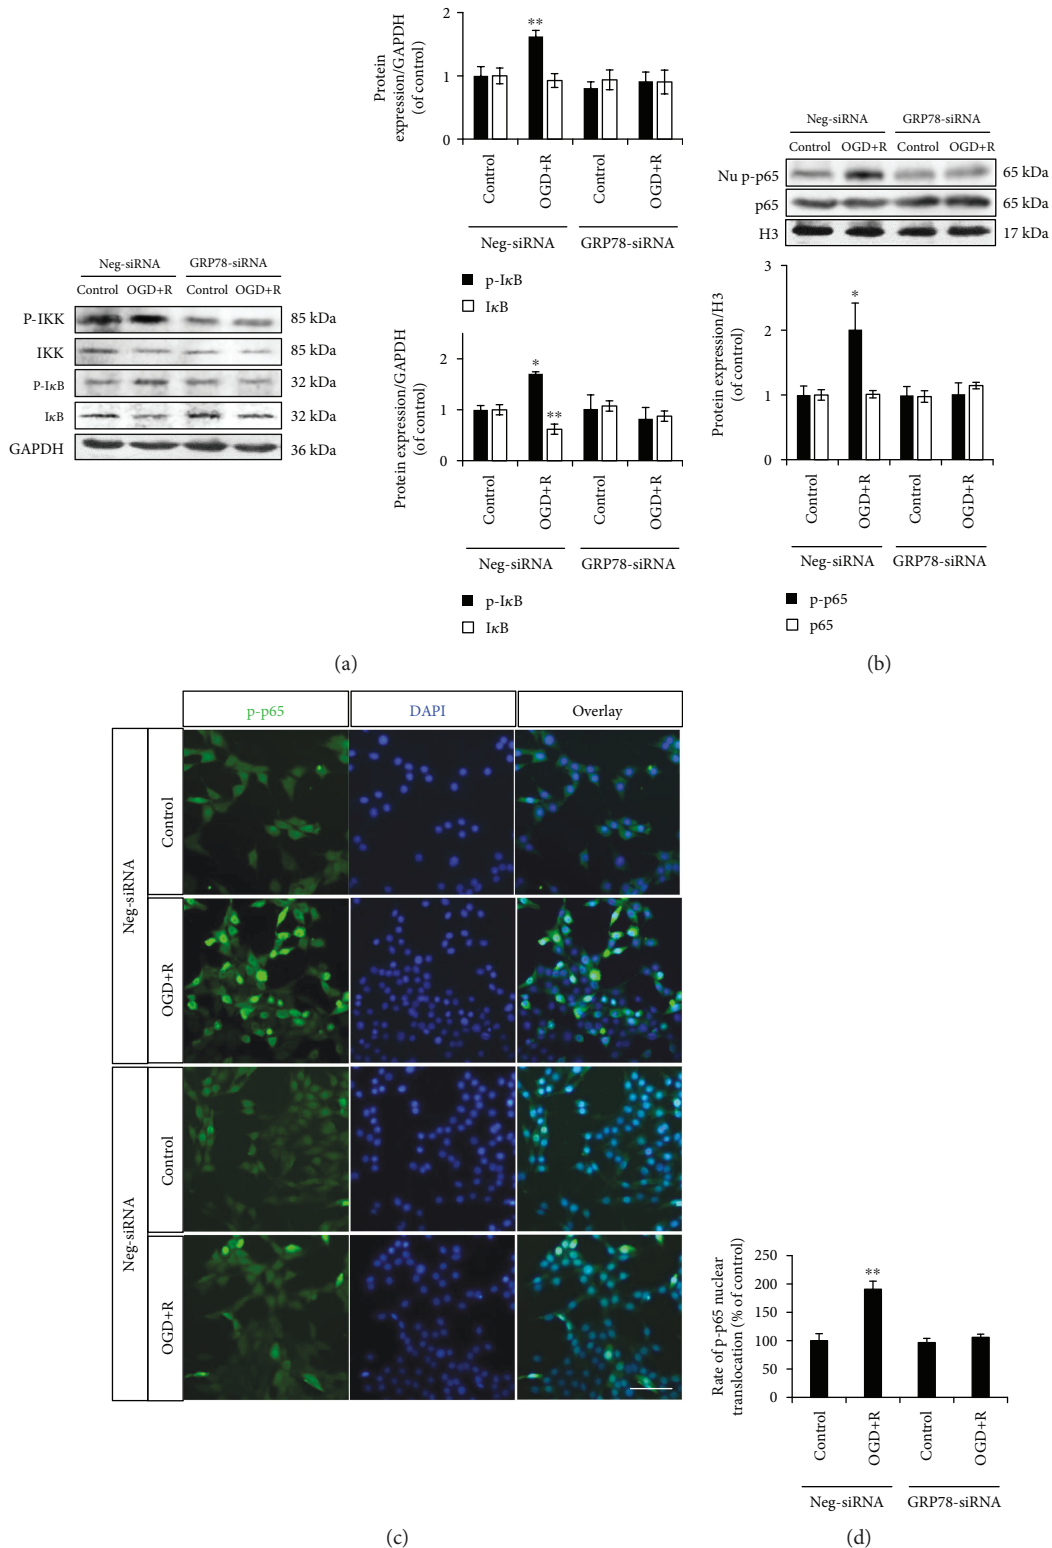 Neg-siRNA GRP78-siRNA
Control OGD+R Control OGD+R
P-IKK 85 kDa
IKK 85 kDa
P-IκB 32 kDa
IκB 32 kDa
GAPDH 36 kDa
Protein
expression/GAPDH
(of control)
2
1
0
Control
OGD+R
Control
OGD+R
Neg-siRNA GRP78-siRNA
p-IκB
IκB
**
Protein expression/GAPDH
(of control)
2
1
0
*
**
Control
OGD+R
Control
OGD+R
Neg-siRNA GRP78-siRNA
p-IκB
IκB
(a)
Neg-siRNA GRP78-siRNA
Control OGD+R Control OGD+R
Nu p-p65 65 kDa
p65 65 kDa
H3 17 kDa
Protein expression/H3
(of control)
3
2
1
0
*
Control
OGD+R
Control
OGD+R
Neg-siRNA GRP78-siRNA
p-p65
p65
(b)
p-p65 DAPI Overlay
Neg-siRNA
Control
OGD+R
Neg-siRNA
Control
OGD+R
(c)
Rate of p-p65 nuclear
translocation (% of control)
250
200
150
100
50
0
**
Control
OGD+R
Control
OGD+R
Neg-siRNA GRP78-siRNA
(d)